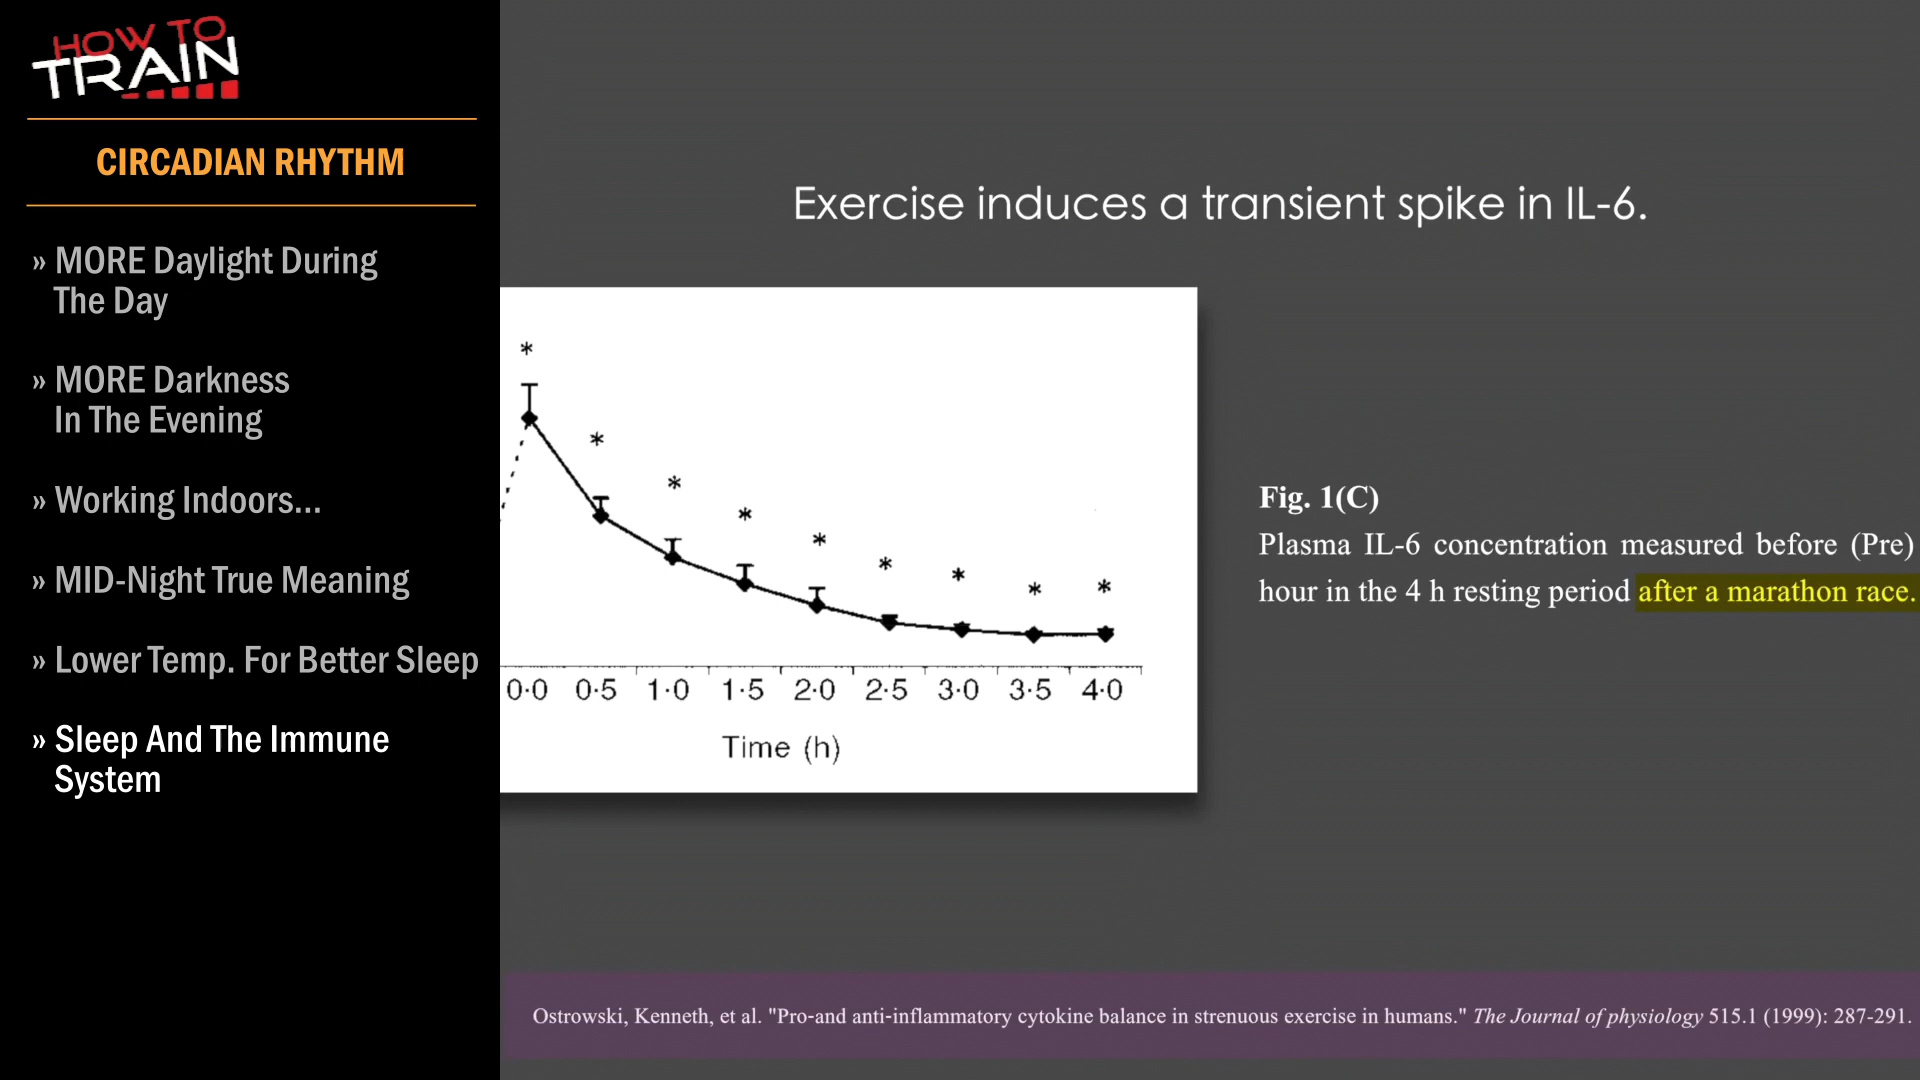 HOW TO
TRAIN
CIRCADIAN RHYTHM
» MORE Daylight During
The Day
» MORE Darkness
In The Evening
» Working Indoors...
» MID-Night True Meaning
» Lower Temp. For Better Sleep
» Sleep And The Immune
System
Exercise induces a transient spike in IL-6.
* * * * * * * * *
0·0 0·5 1·0 1·5 2·0 2·5 3·0 3·5 4·0
Time (h)
Fig. 1(C)
Plasma IL-6 concentration measured before (Pre)
hour in the 4 h resting period after a marathon race.
Ostrowski, Kenneth, et al. "Pro-and anti-inflammatory cytokine balance in strenuous exercise in humans." The Journal of physiology 515.1 (1999): 287-291.